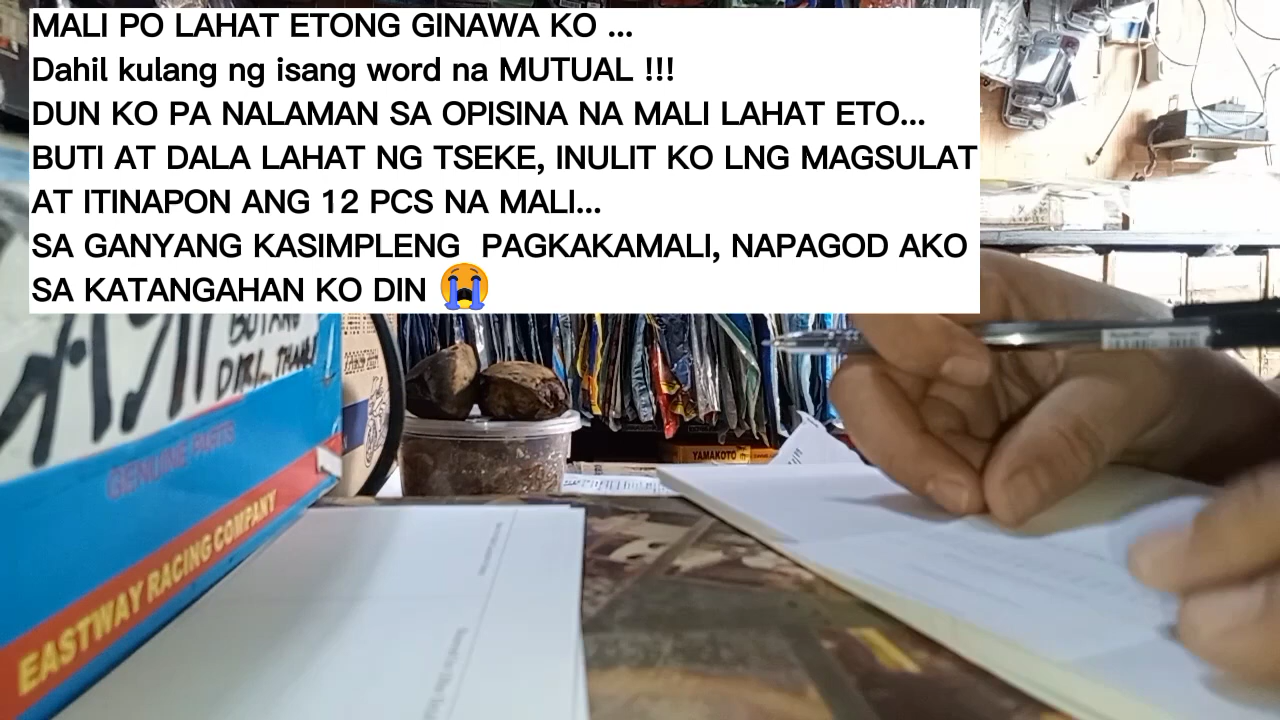 MALI PO LAHAT ETONG GINAWA KO ...
Dahil kulang ng isang word na MUTUAL !!!
DUN KO PA NALAMAN SA OPISINA NA MALI LAHAT ETO...
BUTI AT DALA LAHAT NG TSEKE, INULIT KO LNG MAGSULAT
AT ITINAPON ANG 12 PCS NA MALI...
SA GANYANG KASIMPLENG PAGKAKAMALI, NAPAGOD AKO
SA KATANGAHAN KO DIN 😭
GENUINE PARTS
EASTWAY RACING COMPANY
YAMAKOTO